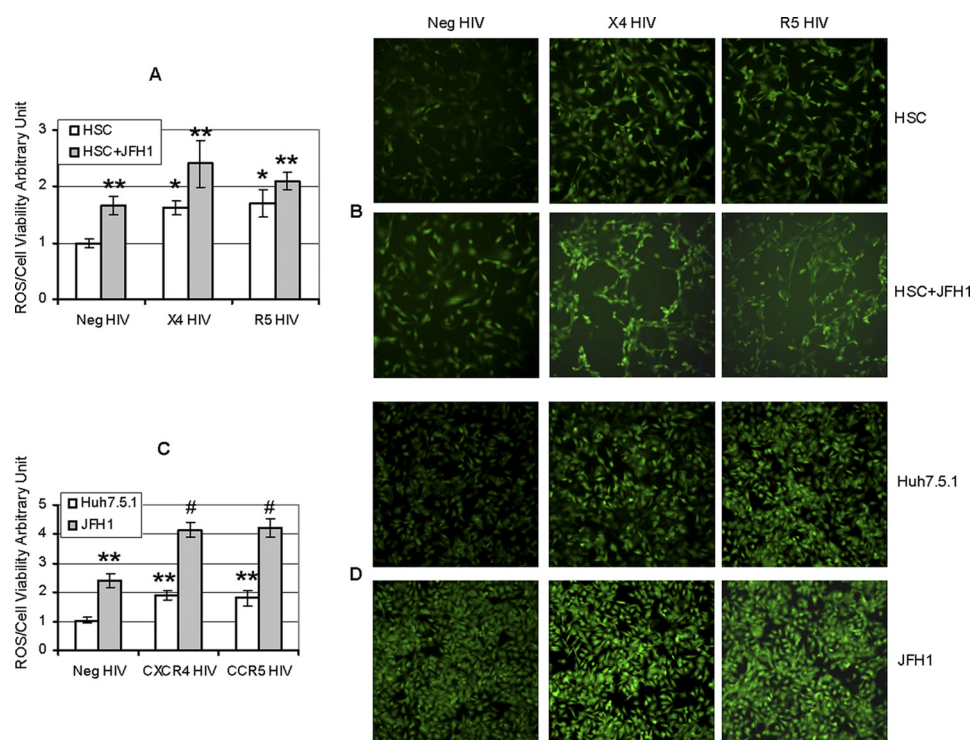 Neg HIV X4 HIV R5 HIV
A
ROS/Cell Viability Arbitrary Unit
3
2
1
0
HSC
HSC+JFH1
**
*
**
*
**
Neg HIV X4 HIV R5 HIV
B
HSC
HSC+JFH1
C
ROS/Cell Viability Arbitrary Unit
5
4
3
2
1
0
Huh7.5.1
JFH1
**
**
#
**
#
Neg HIV CXCR4 HIV CCR5 HIV
D
Huh7.5.1
JFH1